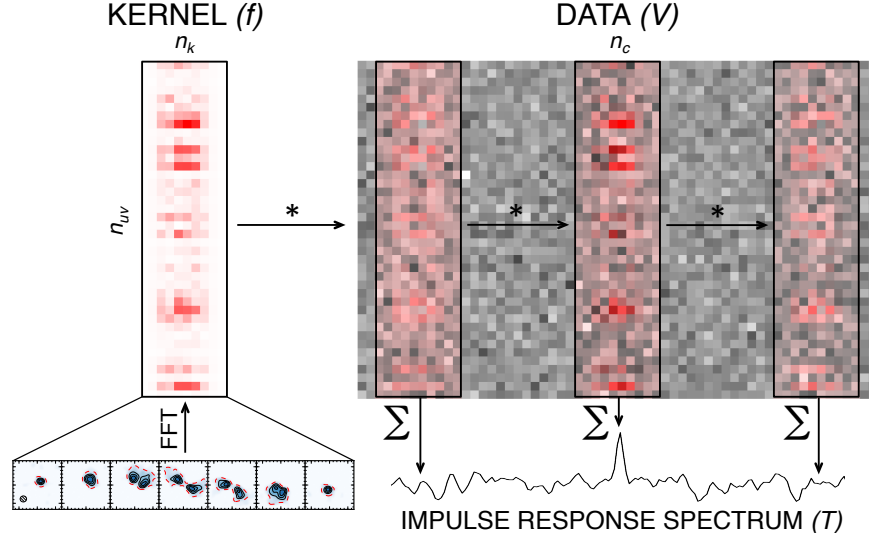 KERNEL (f)
n_k
n_uv
FFT
*
DATA (V)
n_c
*
*
Σ
Σ
Σ
IMPULSE RESPONSE SPECTRUM (T)